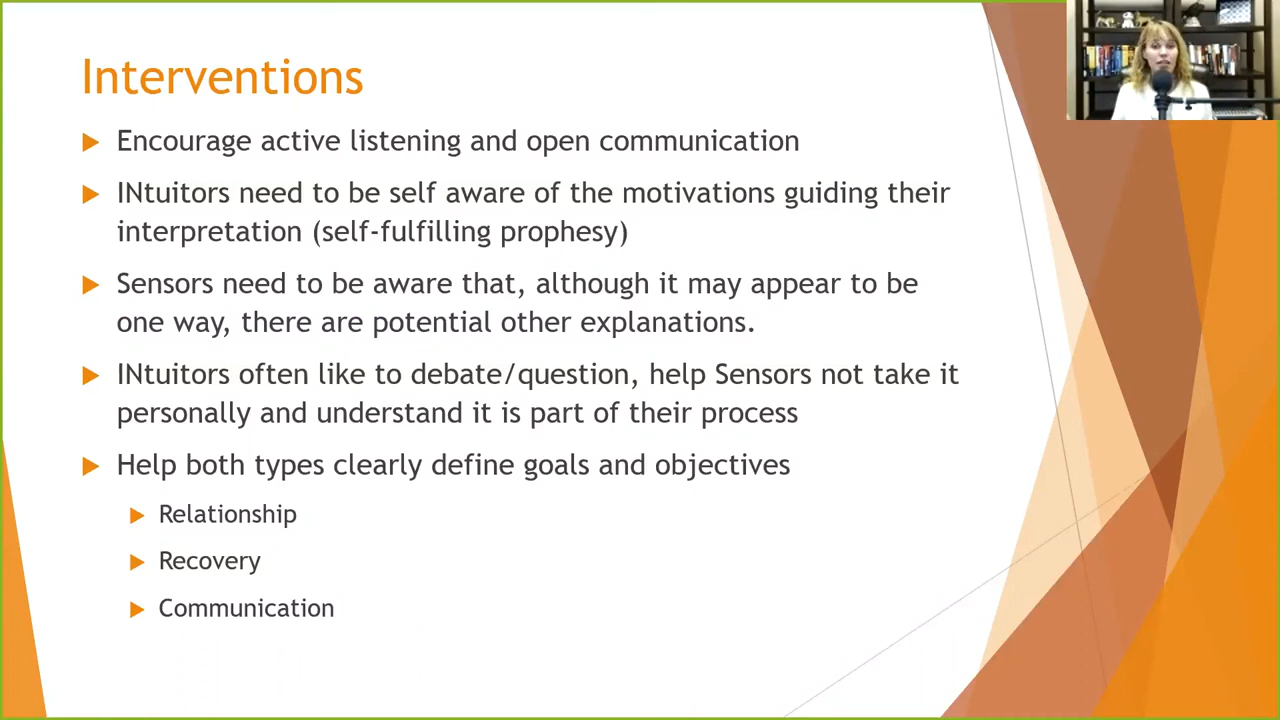 Interventions
Encourage active listening and open communication
INtuitors need to be self aware of the motivations guiding their
interpretation (self-fulfilling prophesy)
Sensors need to be aware that, although it may appear to be
one way, there are potential other explanations.
INtuitors often like to debate/question, help Sensors not take it
personally and understand it is part of their process
Help both types clearly define goals and objectives
Relationship
Recovery
Communication